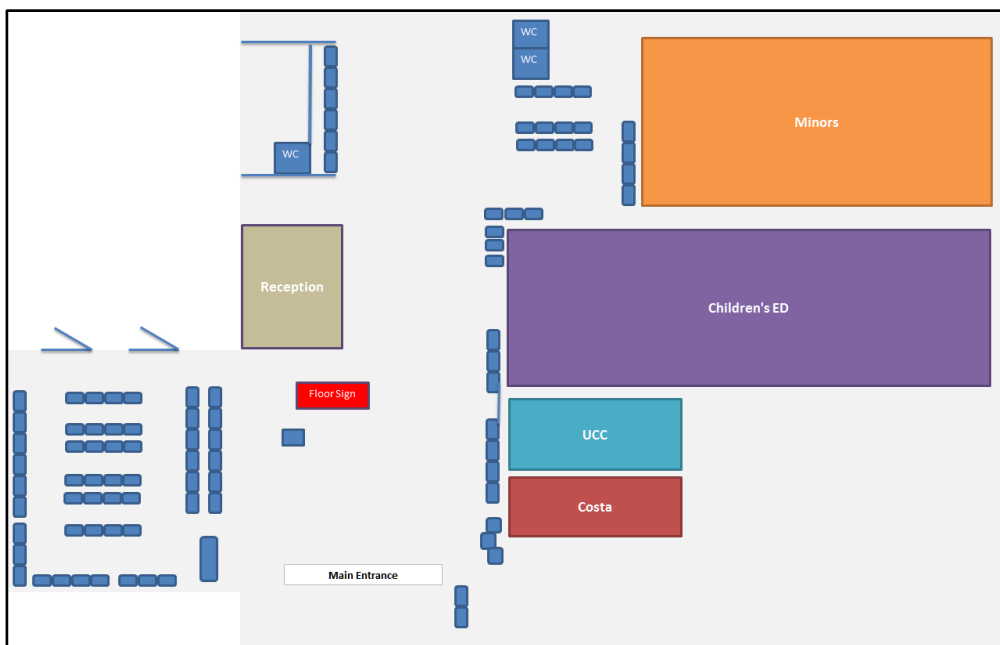 WC
WC
Minors
WC
Reception
Children's ED
Floor Sign
UCC
Costa
Main Entrance